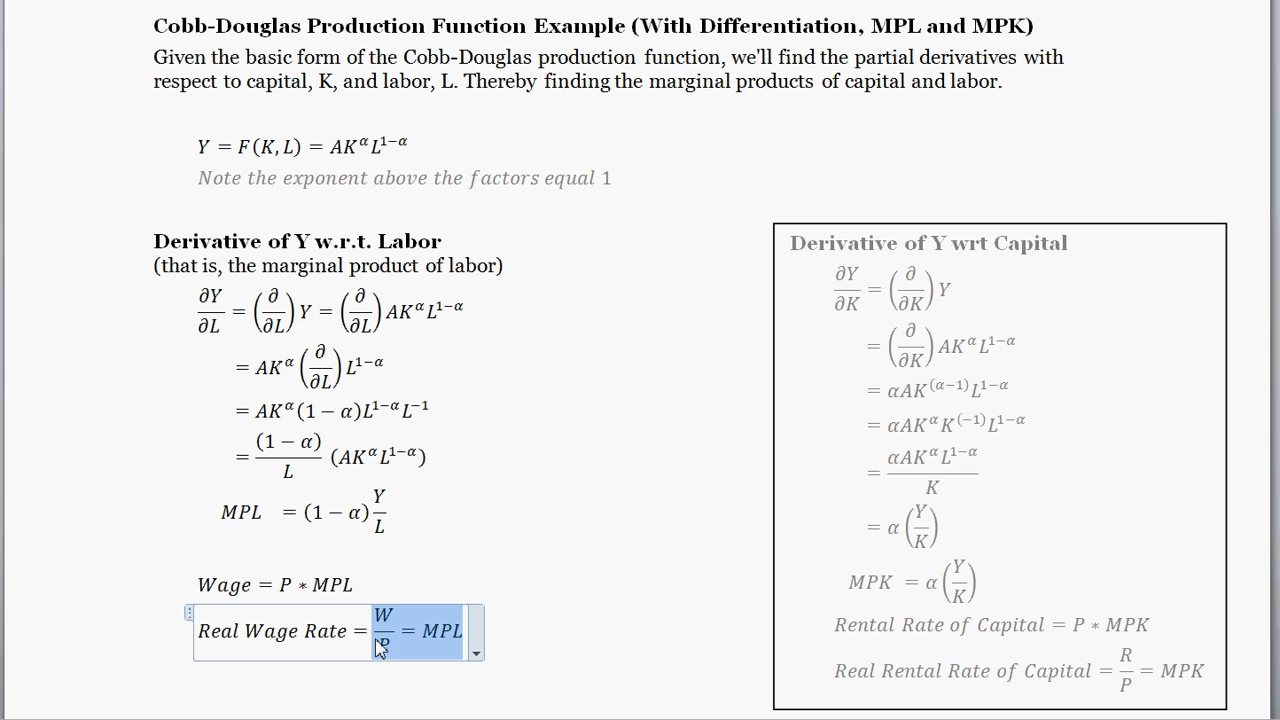 Cobb-Douglas Production Function Example (With Differentiation, MPL and MPK)
Given the basic form of the Cobb-Douglas production function, we'll find the partial derivatives with
respect to capital, K, and labor, L. Thereby finding the marginal products of capital and labor.
Y = F(K, L) = AK^α L^(1−α)
Note the exponent above the factors equal 1
Derivative of Y w.r.t. Labor
(that is, the marginal product of labor)
∂Y/∂L = (∂/∂L) Y = (∂/∂L) AK^α L^(1−α)
= AK^α (∂/∂L) L^(1−α)
= AK^α (1 − α)L^(1−α) L^(−1)
= (1 − α)/L (AK^α L^(1−α))
MPL = (1 − α) Y/L
Wage = P ∗ MPL
Real Wage Rate = W/P = MPL
Derivative of Y wrt Capital
∂Y/∂K = (∂/∂K) Y
= (∂/∂K) AK^α L^(1−α)
= αAK^(α−1) L^(1−α)
= αAK^α K^(−1) L^(1−α)
= αAK^α L^(1−α)/K
= α (Y/K)
MPK = α (Y/K)
Rental Rate of Capital = P ∗ MPK
Real Rental Rate of Capital = R/P = MPK